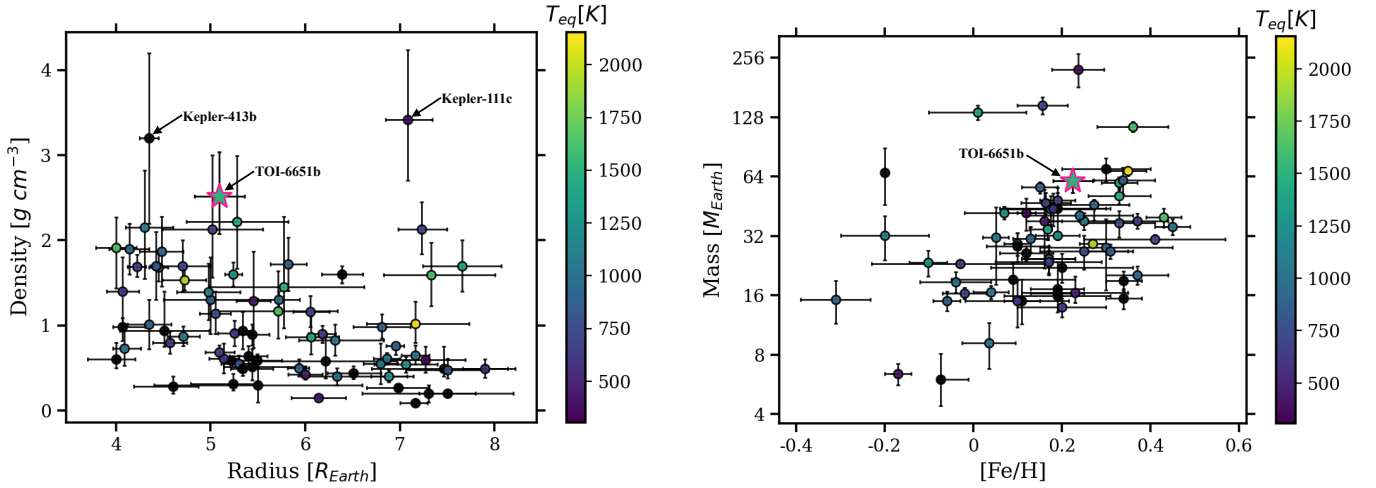 T_eq[K]
4
3
2
1
0
Density [g cm⁻³]
Kepler-413b
Kepler-111c
TOI-6651b
4 5 6 7 8
Radius [R_Earth]
2000
1750
1500
1250
1000
750
500
T_eq[K]
256
128
64
32
16
8
4
Mass [M_Earth]
TOI-6651b
-0.4 -0.2 0 0.2 0.4 0.6
[Fe/H]
2000
1750
1500
1250
1000
750
500